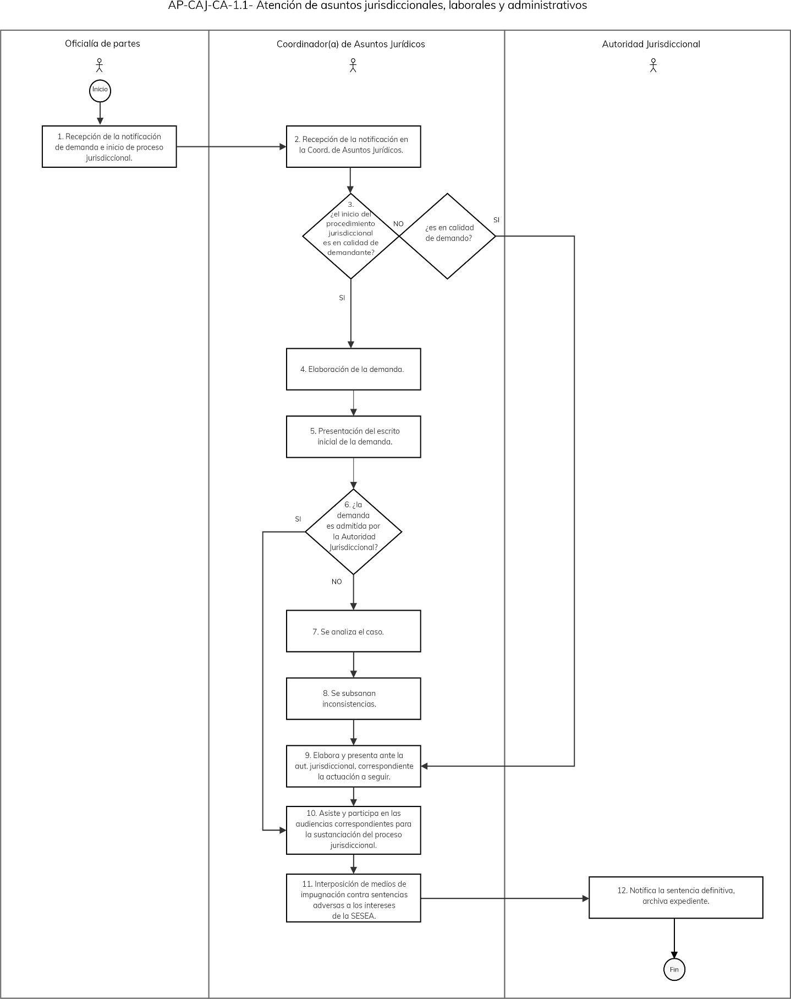 AP-CAJ-CA-1.1- Atención de asuntos jurisdiccionales, laborales y administrativos
Oficialía de partes
Coordinador(a) de Asuntos Jurídicos
Autoridad Jurisdiccional
Inicio
1. Recepción de la notificación
de demanda e inicio de proceso
jurisdiccional.
2. Recepción de la notificación en
la Coord. de Asuntos Jurídicos.
3.
¿el inicio del
procedimiento
jurisdiccional
es en calidad de
demandante?
NO
¿es en calidad
de demando?
SI
SI
4. Elaboración de la demanda.
5. Presentación del escrito
inicial de la demanda.
6. ¿la
demanda
es admitida por
la Autoridad
Jurisdiccional?
SI
NO
7. Se analiza el caso.
8. Se subsanan
inconsistencias.
9. Elabora y presenta ante la
aut. jurisdiccional, correspondiente
la actuación a seguir.
10. Asiste y participa en las
audiencias correspondientes para
la sustanciación del proceso
jurisdiccional.
11. Interposición de medios de
impugnación contra sentencias
adversas a los intereses
de la SESEA.
12. Notifica la sentencia definitiva,
archiva expediente.
Fin